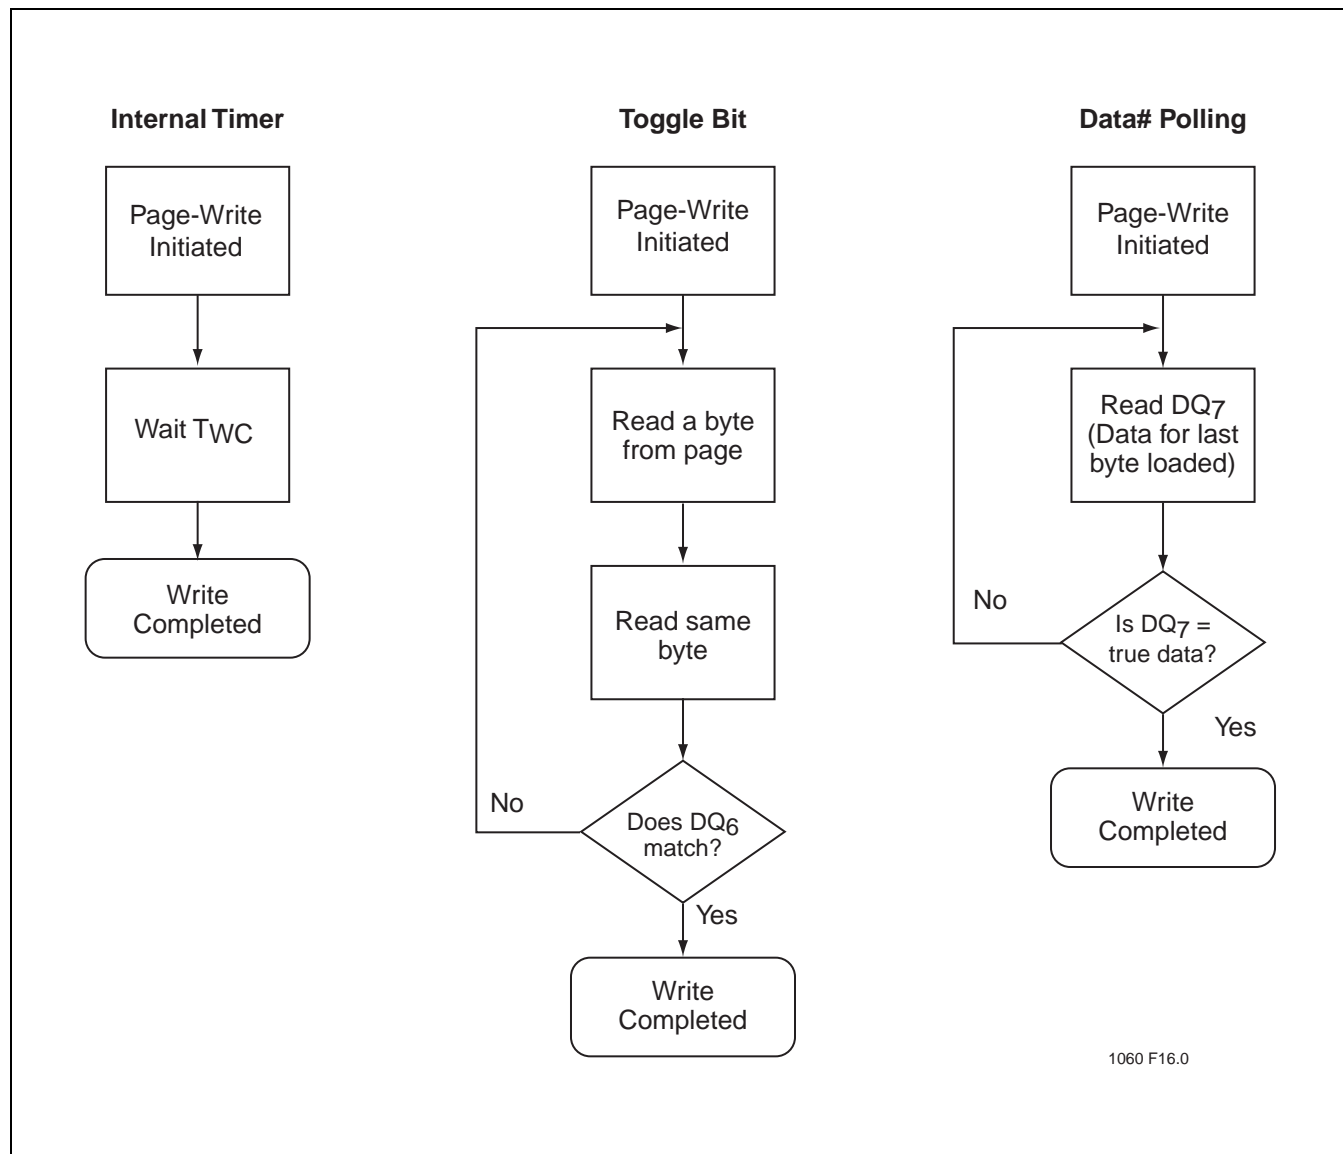 Internal Timer
Page-Write
Initiated
Wait TWC
Write
Completed
Toggle Bit
Page-Write
Initiated
Read a byte
from page
Read same
byte
No
Does DQ6
match?
Yes
Write
Completed
Data# Polling
Page-Write
Initiated
Read DQ7
(Data for last
byte loaded)
No
Is DQ7 =
true data?
Yes
Write
Completed
1060 F16.0